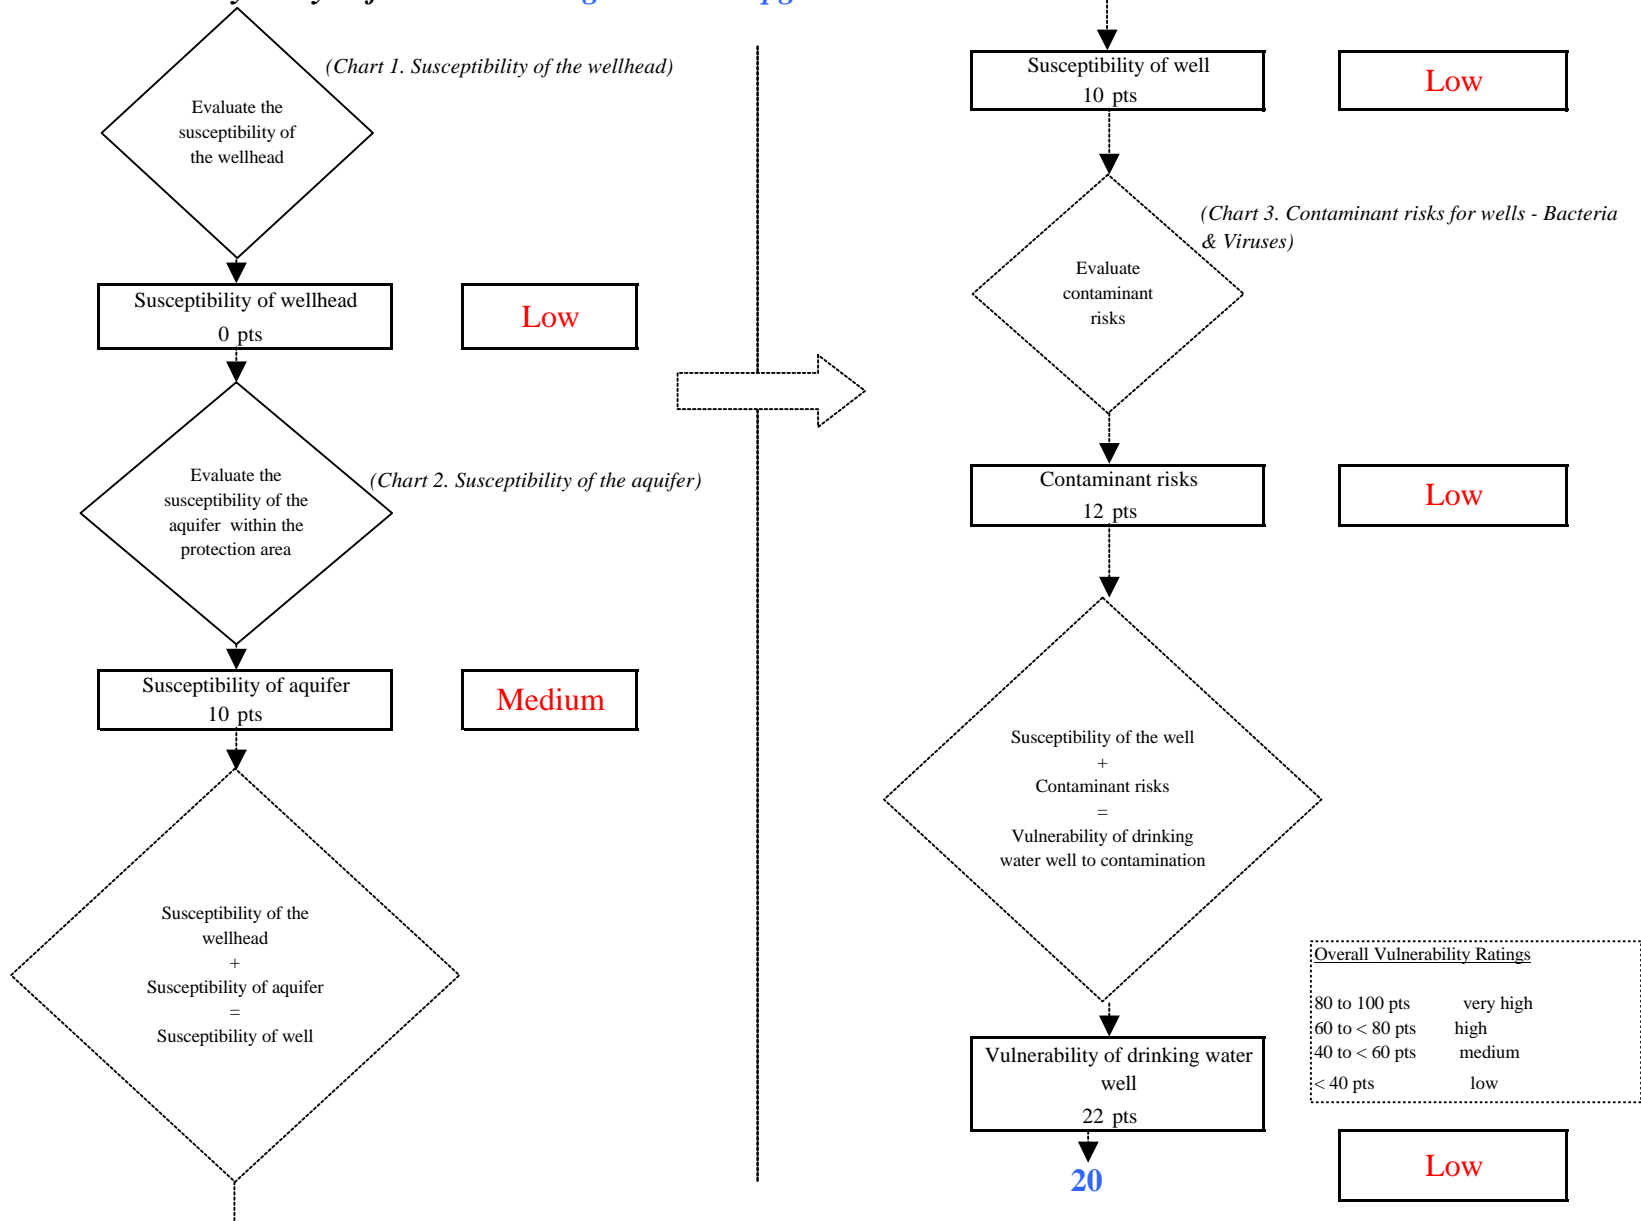 (Chart 1. Susceptibility of the wellhead)
Evaluate the
susceptibility of
the wellhead
Susceptibility of wellhead
0 pts
Low
Evaluate the
susceptibility of the
aquifer within the
protection area
(Chart 2. Susceptibility of the aquifer)
Susceptibility of aquifer
10 pts
Medium
Susceptibility of the
wellhead
+
Susceptibility of aquifer
=
Susceptibility of well
Susceptibility of well
10 pts
Low
(Chart 3. Contaminant risks for wells - Bacteria
& Viruses)
Evaluate
contaminant
risks
Contaminant risks
12 pts
Low
Susceptibility of the well
+
Contaminant risks
=
Vulnerability of drinking
water well to contamination
Overall Vulnerability Ratings
80 to 100 pts very high
60 to < 80 pts high
40 to < 60 pts medium
< 40 pts low
Vulnerability of drinking water
well
22 pts
20
Low